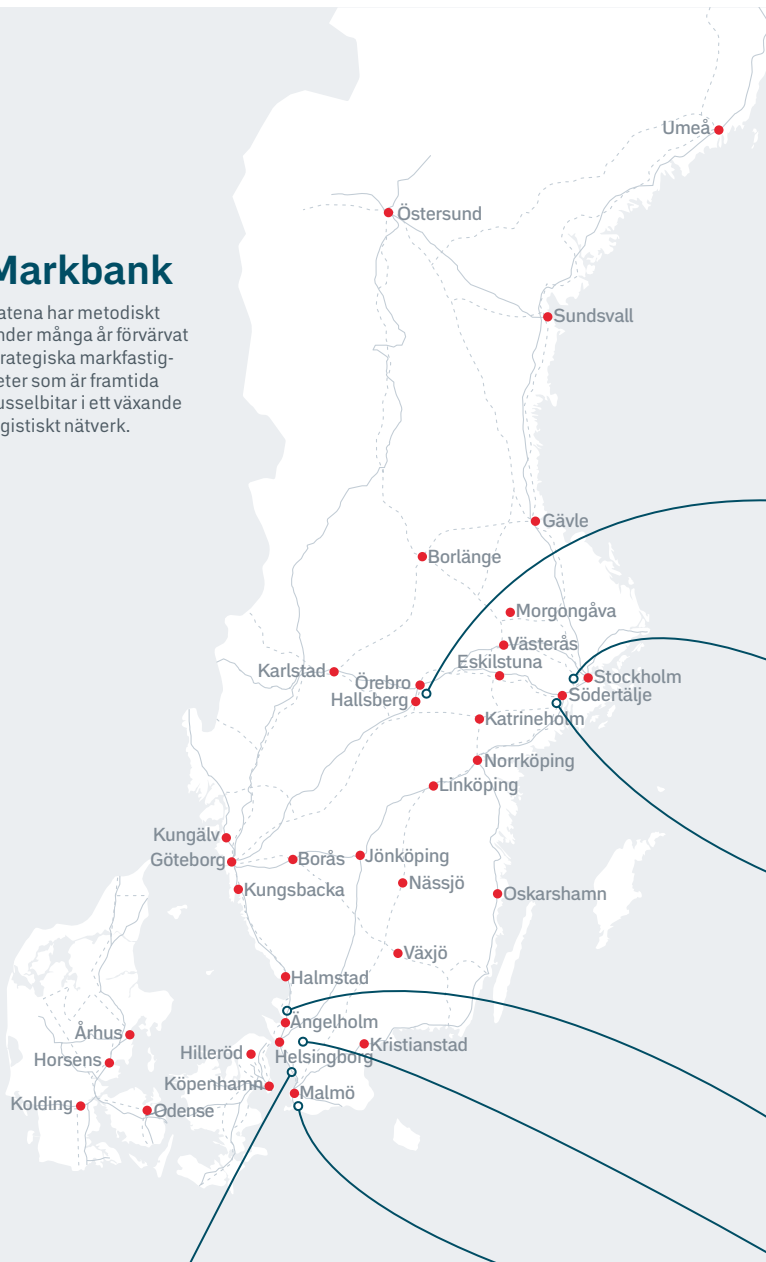 Umeå
Östersund
Markbank
atena har metodiskt
nder många år förvärvat
rategiska markfastig-
eter som är framtida
usselbitar i ett växande
gistiskt nätverk.
Sundsvall
Gävle
Borlänge
Morgongåva
Västerås
Eskilstuna
Karlstad
Örebro
Stockholm
Södertälje
Hallsberg
Katrineholm
Norrköping
Linköping
Kungälv
Göteborg
Borås
Jönköping
Kungsbacka
Nässjö
Oskarshamn
Växjö
Halmstad
Ängelholm
Århus
Kristianstad
Hilleröd
Helsingborg
Horsens
Köpenhamn
Malmö
Kolding
Odense